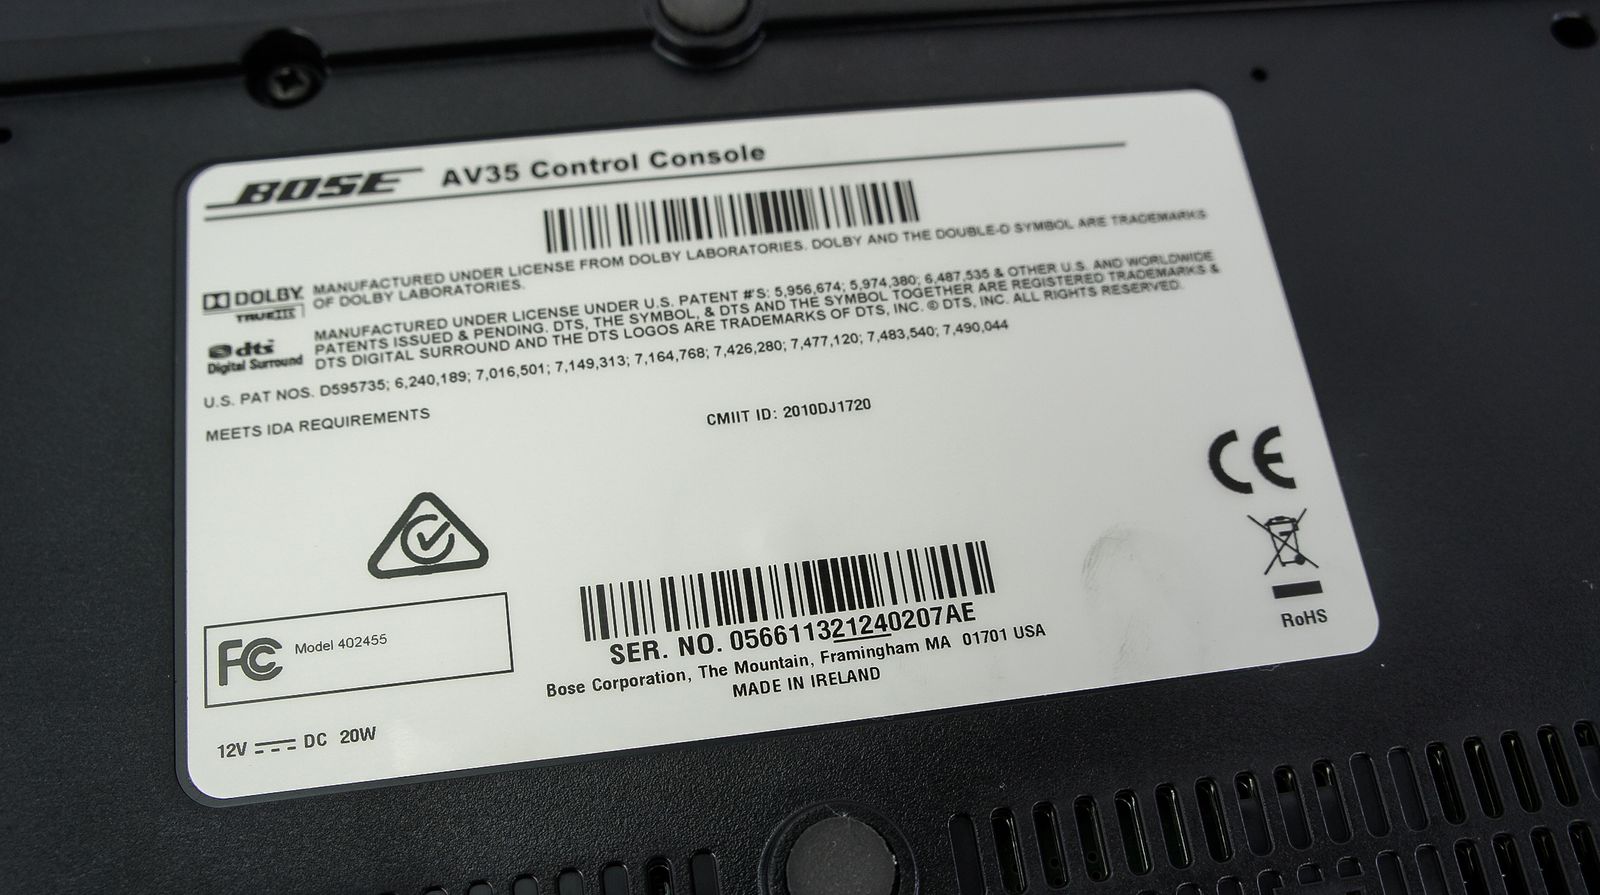 BOSE AV35 Control Console
DOLBY
TRUEHD
MANUFACTURED UNDER LICENSE FROM DOLBY LABORATORIES. DOLBY AND THE DOUBLE-D SYMBOL ARE TRADEMARKS
OF DOLBY LABORATORIES.
dts
Digital Surround
MANUFACTURED UNDER LICENSE UNDER U.S. PATENT #'S: 5,956,674; 5,974,380; 6,487,535 & OTHER U.S. AND WORLDWIDE
PATENTS ISSUED & PENDING. DTS, THE SYMBOL, & DTS AND THE SYMBOL TOGETHER ARE REGISTERED TRADEMARKS &
DTS DIGITAL SURROUND AND THE DTS LOGOS ARE TRADEMARKS OF DTS, INC. © DTS, INC. ALL RIGHTS RESERVED.
U.S. PAT NOS. D595735; 6,240,189; 7,016,501; 7,149,313; 7,164,768; 7,426,280; 7,477,120; 7,483,540; 7,490,044
MEETS IDA REQUIREMENTS
CMIIT ID: 2010DJ1720
CE
FC Model 402455
SER. NO. 056611321240207AE
Bose Corporation, The Mountain, Framingham MA 01701 USA
MADE IN IRELAND
RoHS
12V DC 20W